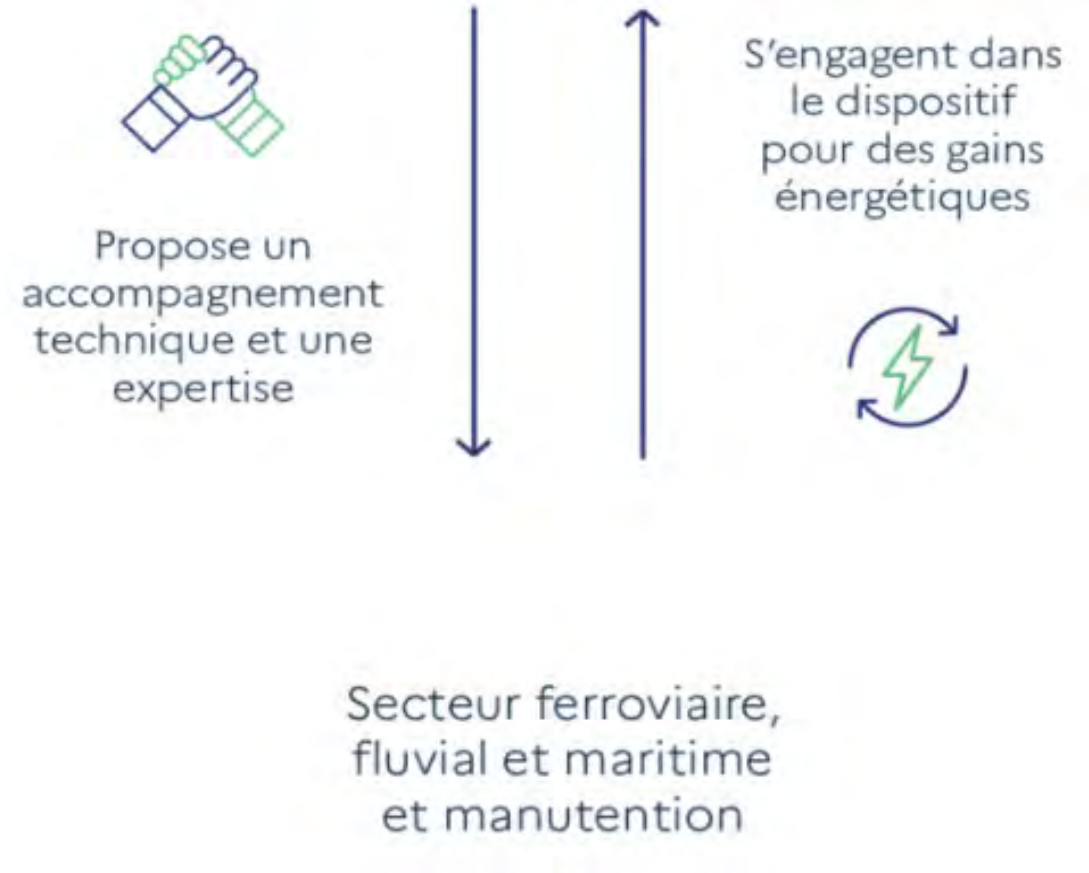 Propose un
accompagnement
technique et une
expertise
S'engagent dans
le dispositif
pour des gains
énergétiques
Secteur ferroviaire,
fluvial et maritime
et manutention